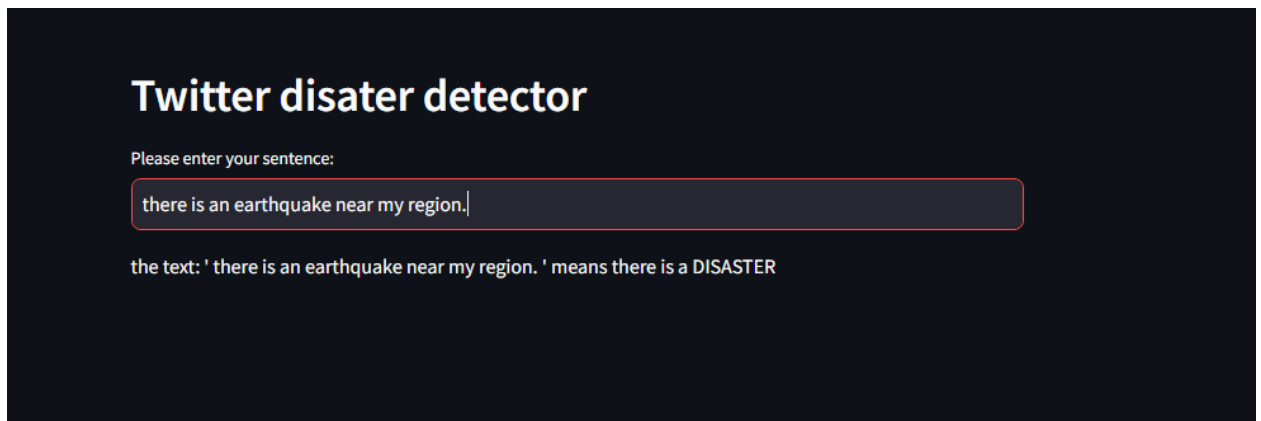 Twitter disater detector
Please enter your sentence:
there is an earthquake near my region.
the text: ' there is an earthquake near my region. ' means there is a DISASTER